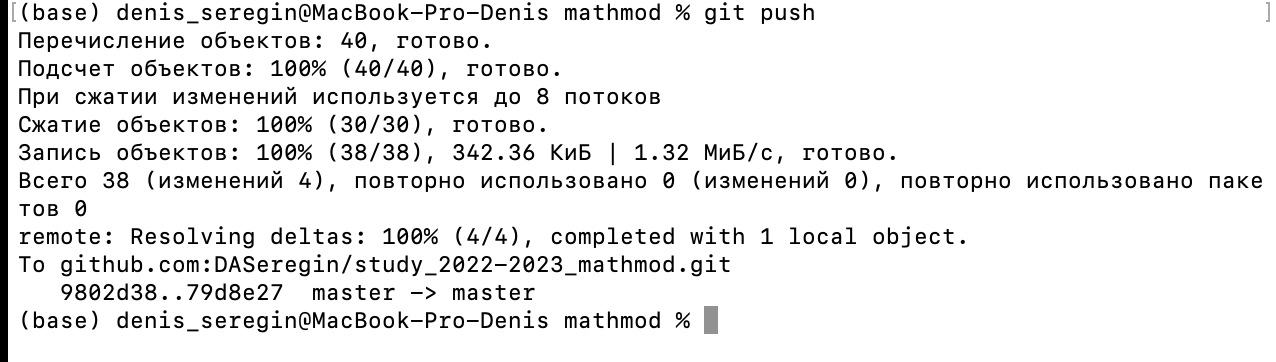 [(base) denis_seregin@MacBook-Pro-Denis mathmod % git push ]
Перечисление объектов: 40, готово.
Подсчет объектов: 100% (40/40), готово.
При сжатии изменений используется до 8 потоков
Сжатие объектов: 100% (30/30), готово.
Запись объектов: 100% (38/38), 342.36 КиБ | 1.32 МиБ/с, готово.
Всего 38 (изменений 4), повторно использовано 0 (изменений 0), повторно использовано паке
тов 0
remote: Resolving deltas: 100% (4/4), completed with 1 local object.
To github.com:DASeregin/study_2022-2023_mathmod.git
   9802d38..79d8e27  master -> master
(base) denis_seregin@MacBook-Pro-Denis mathmod %